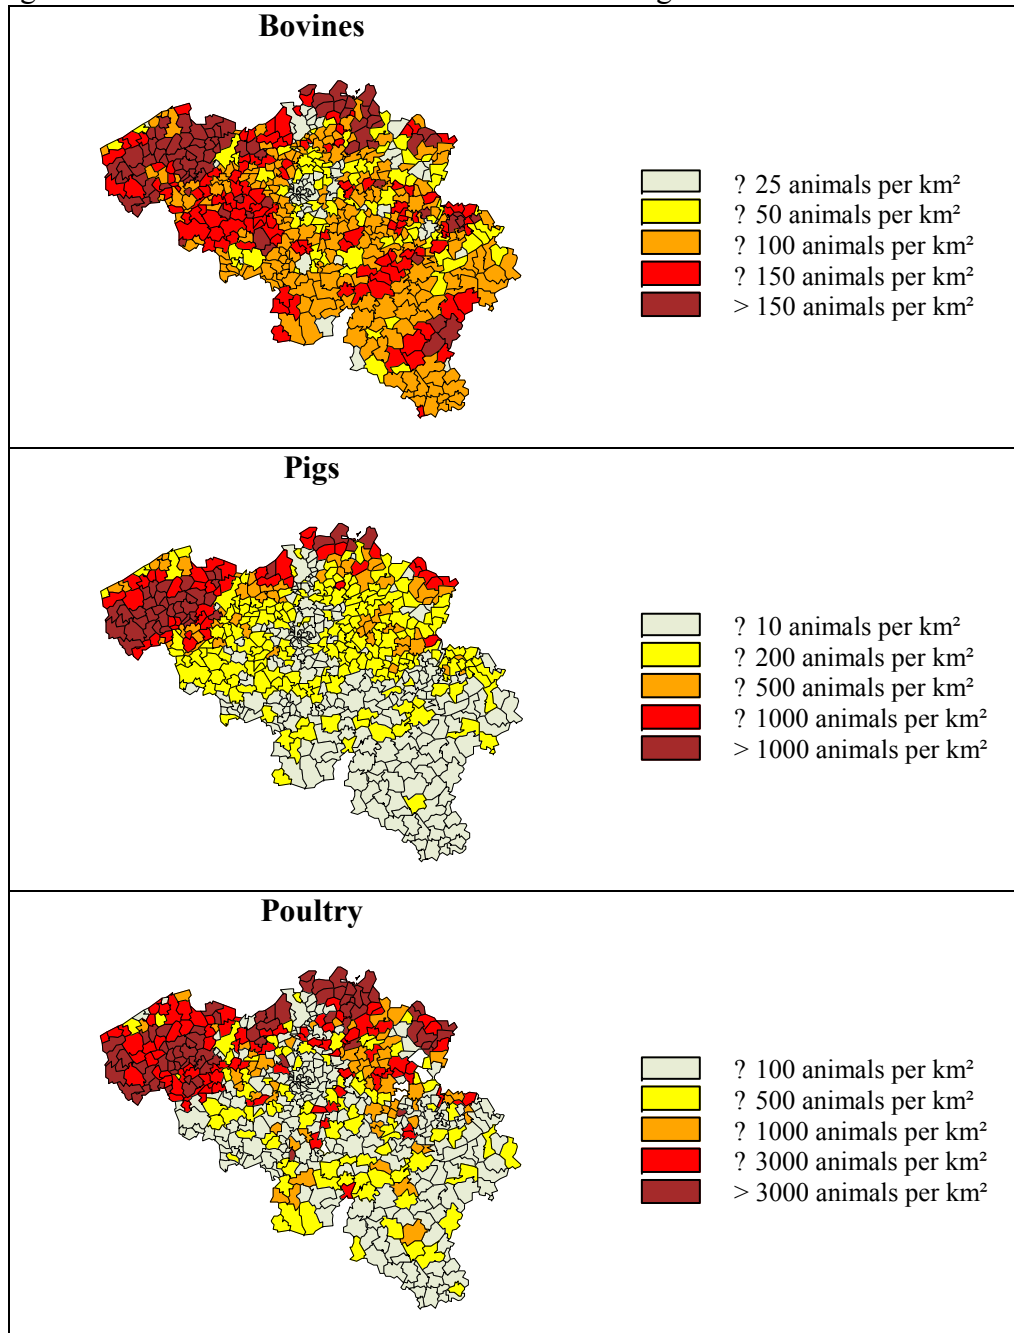 Bovines
? 25 animals per km²
? 50 animals per km²
? 100 animals per km²
? 150 animals per km²
> 150 animals per km²
Pigs
? 10 animals per km²
? 200 animals per km²
? 500 animals per km²
? 1000 animals per km²
> 1000 animals per km²
Poultry
? 100 animals per km²
? 500 animals per km²
? 1000 animals per km²
? 3000 animals per km²
> 3000 animals per km²